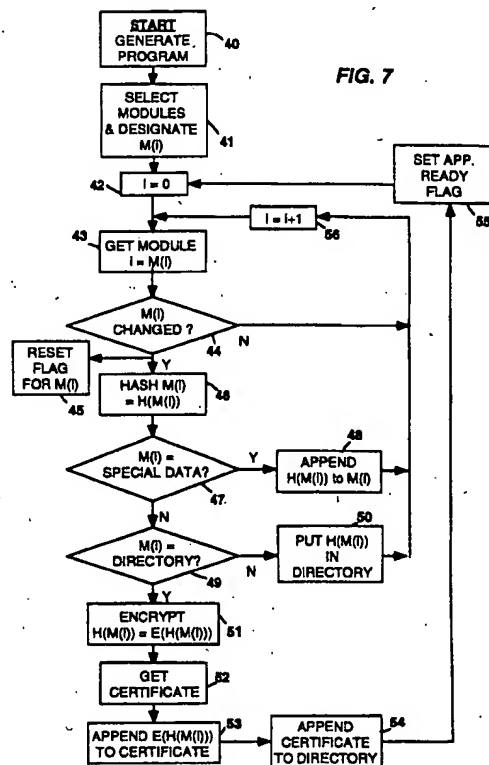 START
GENERATE
PROGRAM
40
FIG. 7
SELECT
MODULES
& DESIGNATE
M(i)
41
SET APP.
READY
FLAG
55
I = 0
42
I = I+1
56
43
GET MODULE
i = M(i)
M(i)
CHANGED ?
44
N
Y
RESET
FLAG
FOR M(i)
45
HASH M(i)
= H(M(i))
46
M(i) =
SPECIAL DATA?
47
Y
48
APPEND
H(M(i)) to M(i)
N
M(i) =
DIRECTORY?
49
N
50
PUT H(M(i))
IN
DIRECTORY
Y
ENCRYPT
H(M(i)) = E(H(M(i)))
51
GET
CERTIFICATE
52
APPEND E(H(M(i)))
TO CERTIFICATE
53
APPEND
CERTIFICATE
TO DIRECTORY
54